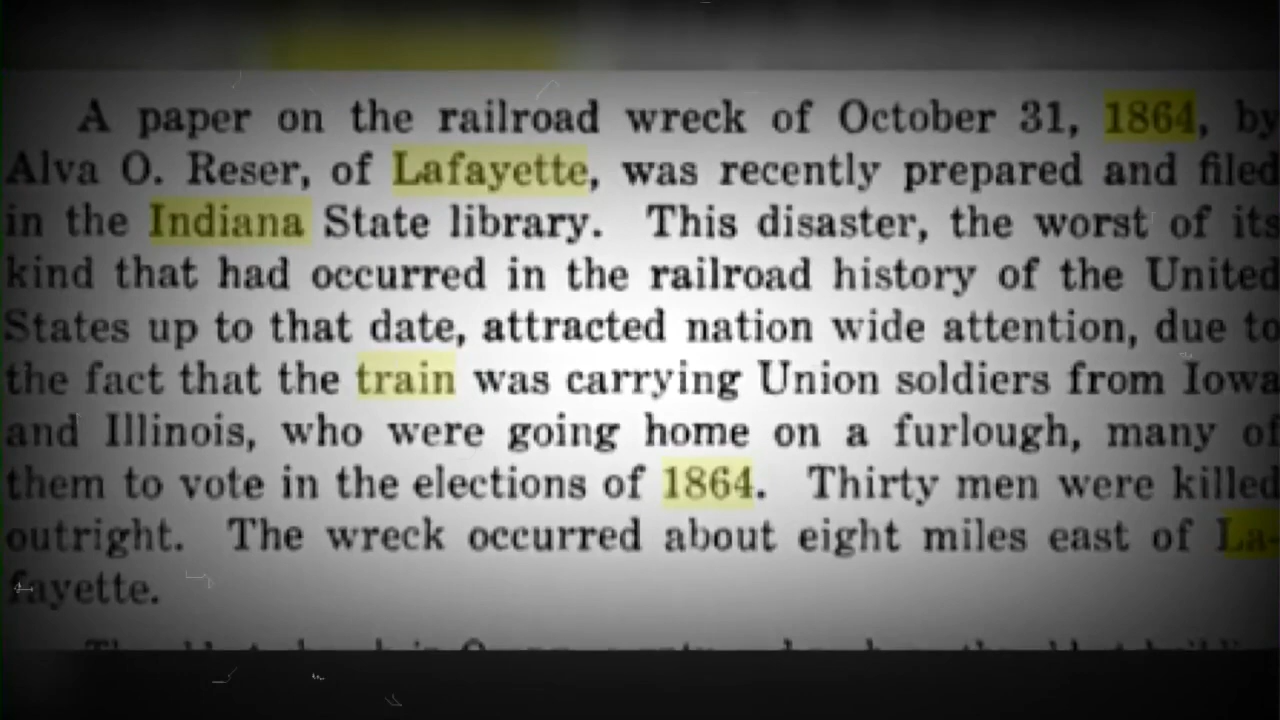 A paper on the railroad wreck of October 31, 1864, by
Alva O. Reser, of Lafayette, was recently prepared and filed
in the Indiana State library. This disaster, the worst of its
kind that had occurred in the railroad history of the United
States up to that date, attracted nation wide attention, due to
the fact that the train was carrying Union soldiers from Iowa
and Illinois, who were going home on a furlough, many of
them to vote in the elections of 1864. Thirty men were killed
outright. The wreck occurred about eight miles east of La-
fayette.